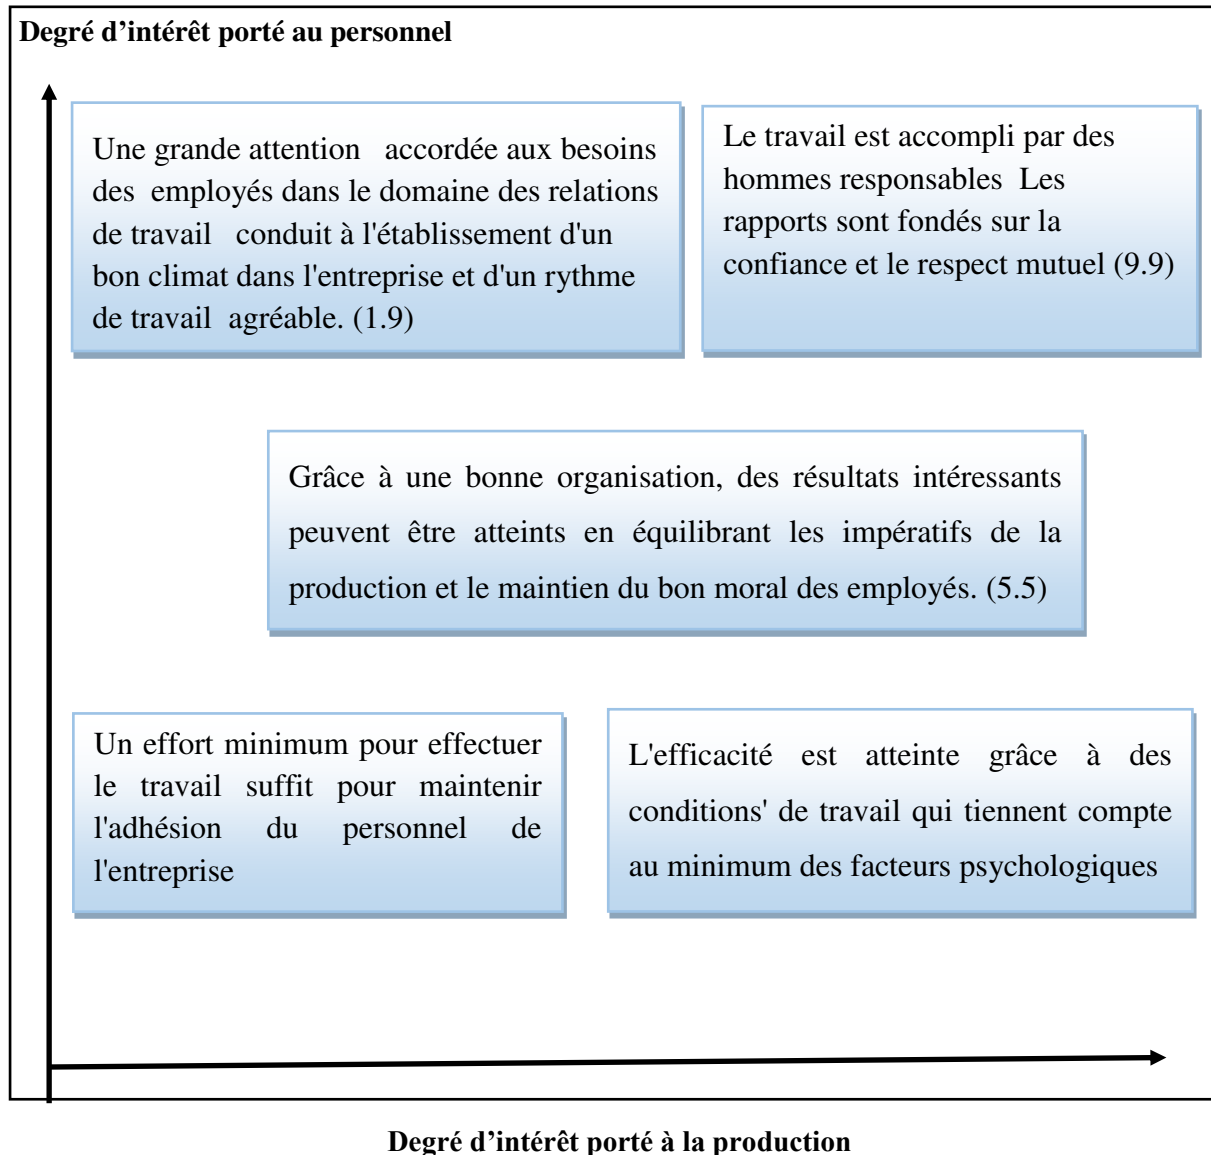 Degré d’intérêt porté au personnel
Une grande attention accordée aux besoins
des employés dans le domaine des relations
de travail conduit à l'établissement d'un
bon climat dans l'entreprise et d'un rythme
de travail agréable. (1.9)
Le travail est accompli par des
hommes responsables Les
rapports sont fondés sur la
confiance et le respect mutuel (9.9)
Grâce à une bonne organisation, des résultats intéressants
peuvent être atteints en équilibrant les impératifs de la
production et le maintien du bon moral des employés. (5.5)
Un effort minimum pour effectuer
le travail suffit pour maintenir
l'adhésion du personnel de
l'entreprise
L'efficacité est atteinte grâce à des
conditions' de travail qui tiennent compte
au minimum des facteurs psychologiques
Degré d’intérêt porté à la production